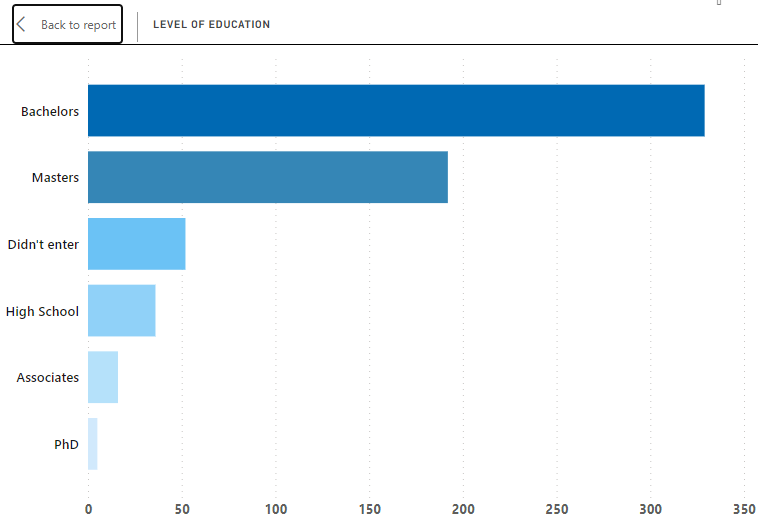 Back to report
LEVEL OF EDUCATION
Bachelors
Masters
Didn't enter
High School
Associates
PhD
0 50 100 150 200 250 300 350